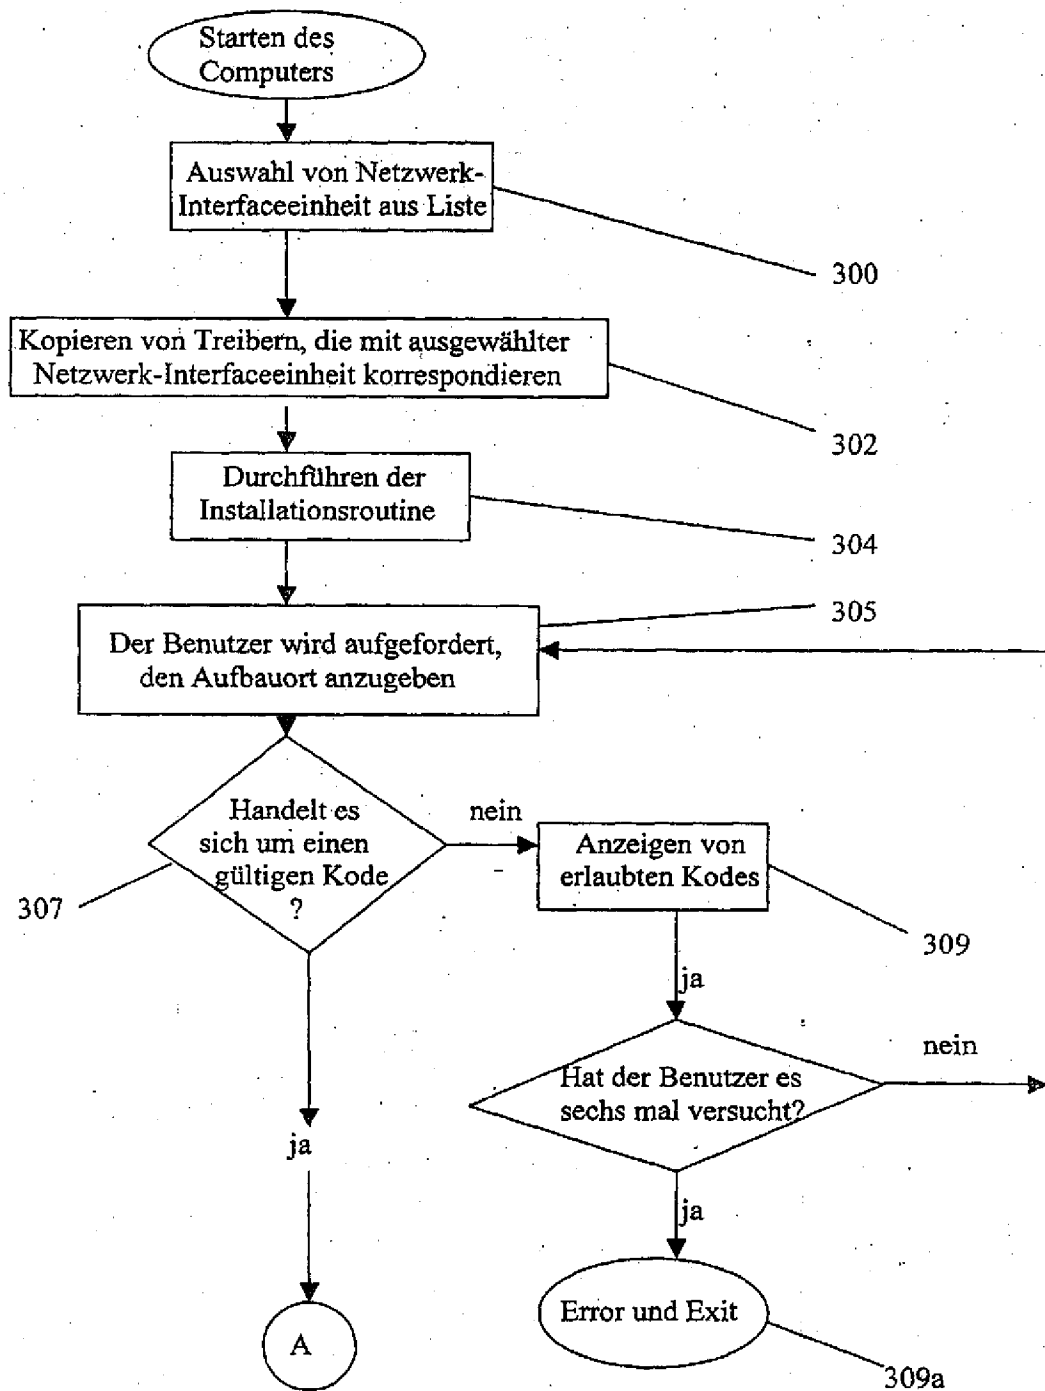 Starten des
Computers
Auswahl von Netzwerk-
Interfaceeinheit aus Liste
300
Kopieren von Treibern, die mit ausgewählter
Netzwerk-Interfaceeinheit korrespondieren
302
Durchführen der
Installationsroutine
304
305
Der Benutzer wird aufgefordert,
den Aufbauort anzugeben
Handelt es
sich um einen
gültigen Kode
?
307
nein
Anzeigen von
erlaubten Kodes
309
ja
Hat der Benutzer es
sechs mal versucht?
nein
ja
ja
A
Error und Exit
309a